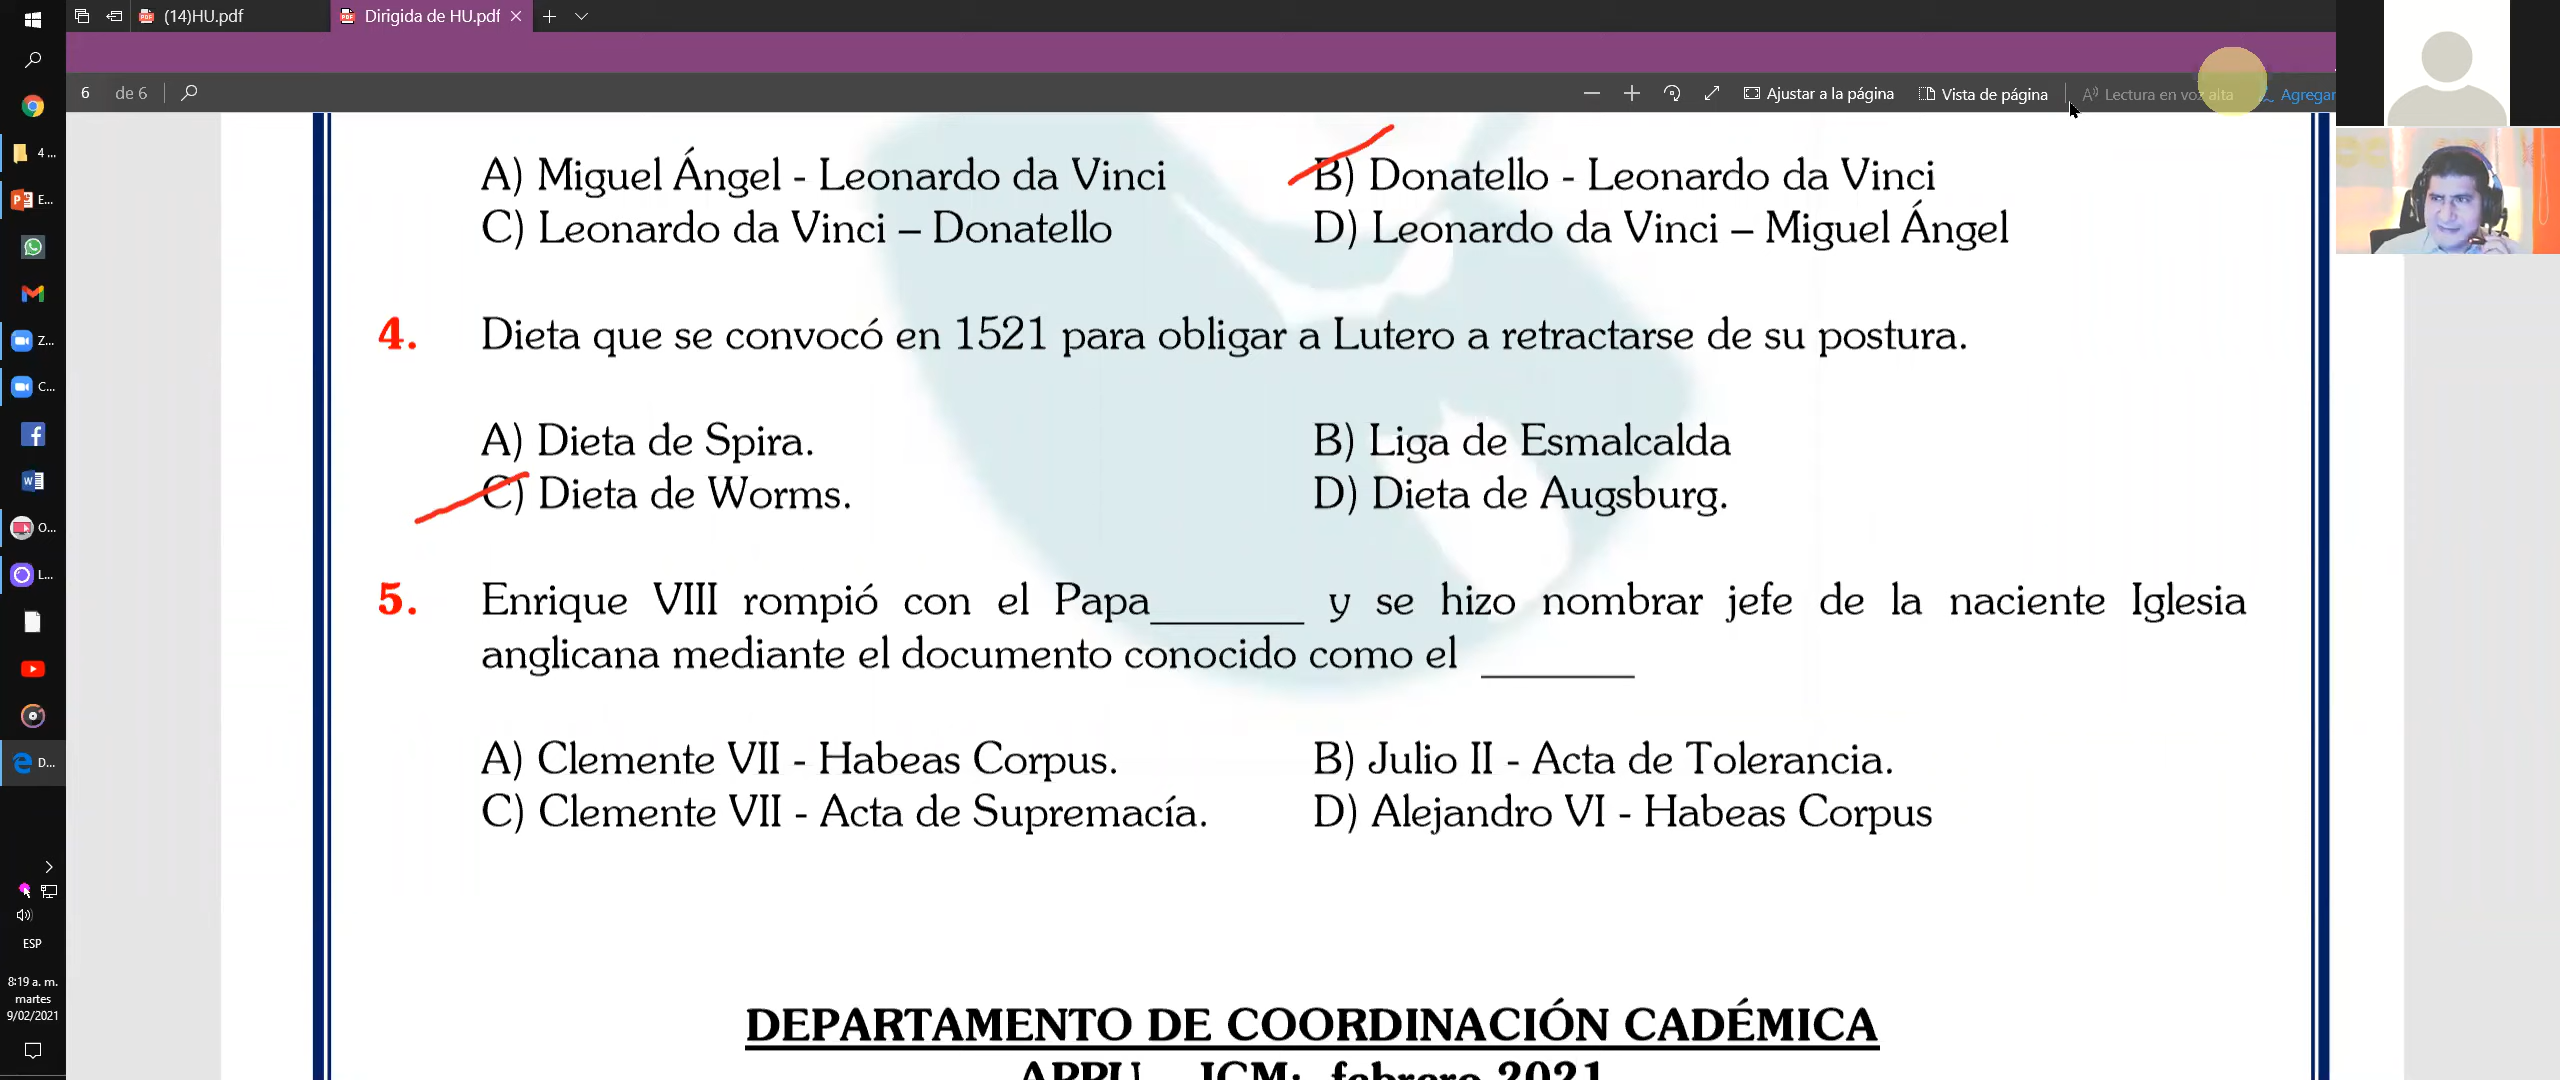 (14)HU.pdf
Dirigida de HU.pdf
6 de 6
Ajustar a la página
Vista de página
Lectura en voz alta
Agregar
A) Miguel Ángel - Leonardo da Vinci
B) Donatello - Leonardo da Vinci
C) Leonardo da Vinci – Donatello
D) Leonardo da Vinci – Miguel Ángel
4. Dieta que se convocó en 1521 para obligar a Lutero a retractarse de su postura.
A) Dieta de Spira.
B) Liga de Esmalcalda
C) Dieta de Worms.
D) Dieta de Augsburg.
5. Enrique VIII rompió con el Papa_______ y se hizo nombrar jefe de la naciente Iglesia
anglicana mediante el documento conocido como el _______
A) Clemente VII - Habeas Corpus.
B) Julio II - Acta de Tolerancia.
C) Clemente VII - Acta de Supremacía.
D) Alejandro VI - Habeas Corpus
DEPARTAMENTO DE COORDINACIÓN CADÉMICA
4 ...
E...
Z...
C...
O...
L...
D...
ESP
8:19 a. m.
martes
9/02/2021